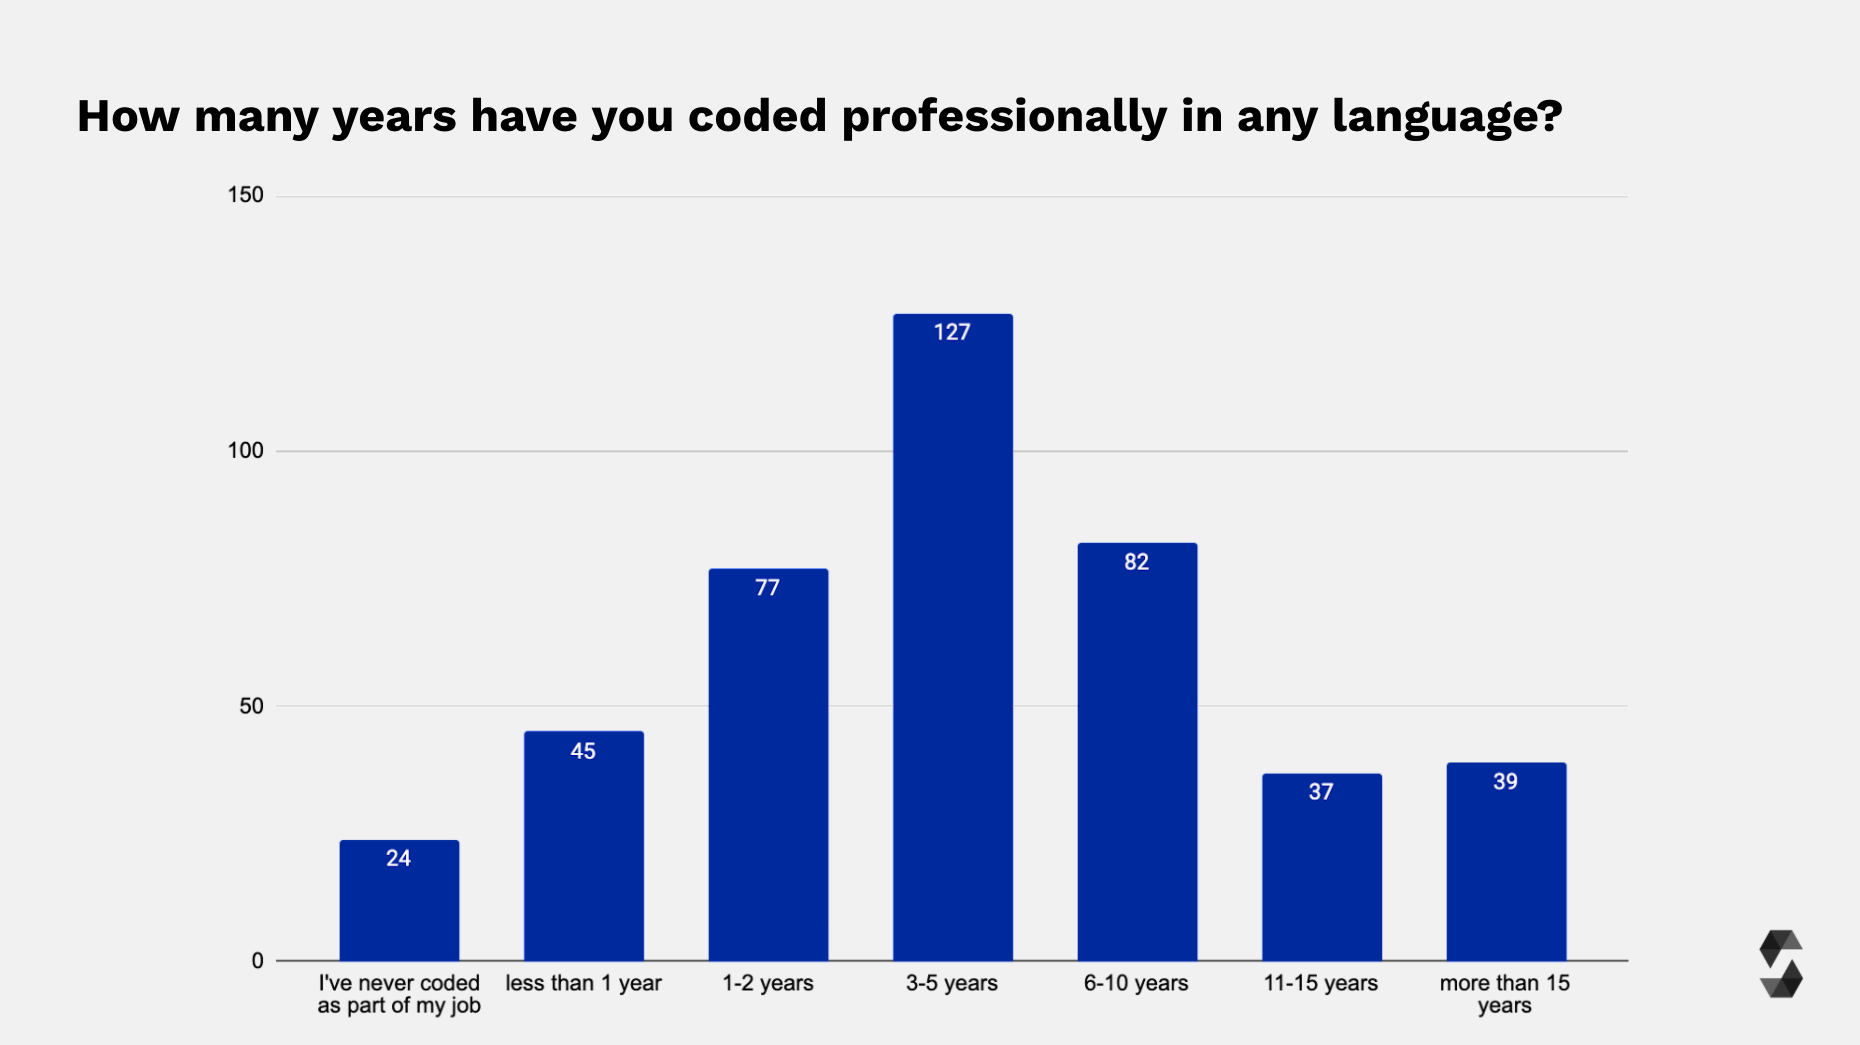 How many years have you coded professionally in any language?
150
100
50
0
127
82
77
45
39
37
24
I've never coded
as part of my job
less than 1 year
1-2 years
3-5 years
6-10 years
11-15 years
more than 15
years